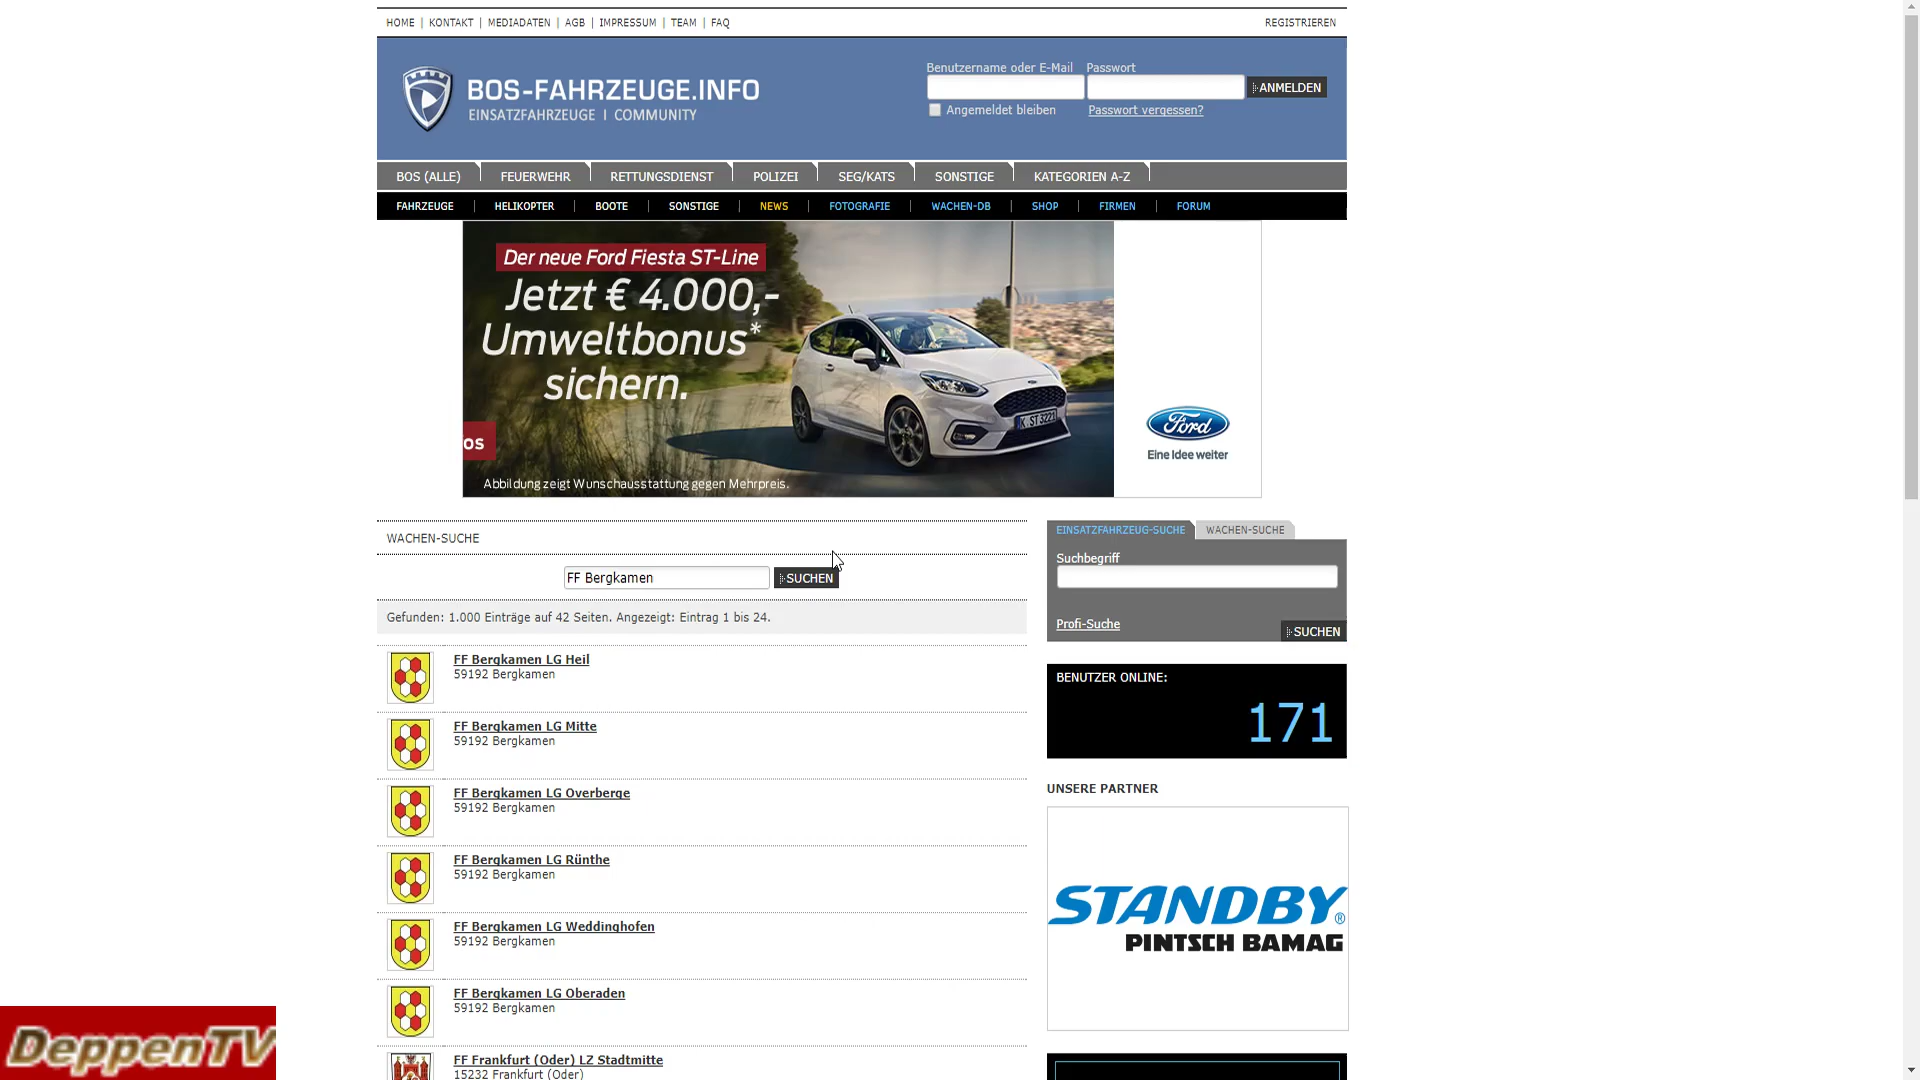 HOME | KONTAKT | MEDIADATEN | AGB | IMPRESSUM | TEAM | FAQ
REGISTRIEREN
BOS-FAHRZEUGE.INFO
EINSATZFAHRZEUGE I COMMUNITY
Benutzername oder E-Mail
Passwort
ANMELDEN
Angemeldet bleiben
Passwort vergessen?
BOS (ALLE)
FEUERWEHR
RETTUNGSDIENST
POLIZEI
SEG/KATS
SONSTIGE
KATEGORIEN A-Z
FAHRZEUGE | HELIKOPTER | BOOTE | SONSTIGE | NEWS | FOTOGRAFIE | WACHEN-DB | SHOP | FIRMEN | FORUM
Der neue Ford Fiesta ST-Line
Jetzt € 4.000,-
Umweltbonus*
sichern.
os
K·ST 3221
Abbildung zeigt Wunschausstattung gegen Mehrpreis.
Ford
Eine Idee weiter
WACHEN-SUCHE
FF Bergkamen
SUCHEN
Gefunden: 1.000 Einträge auf 42 Seiten. Angezeigt: Eintrag 1 bis 24.
FF Bergkamen LG Heil
59192 Bergkamen
FF Bergkamen LG Mitte
59192 Bergkamen
FF Bergkamen LG Overberge
59192 Bergkamen
FF Bergkamen LG Rünthe
59192 Bergkamen
FF Bergkamen LG Weddinghofen
59192 Bergkamen
FF Bergkamen LG Oberaden
59192 Bergkamen
FF Frankfurt (Oder) LZ Stadtmitte
15232 Frankfurt (Oder)
EINSATZFAHRZEUG-SUCHE
WACHEN-SUCHE
Suchbegriff
Profi-Suche
SUCHEN
BENUTZER ONLINE:
171
UNSERE PARTNER
STANDBY®
PINTSCH BAMAG
DeppenTV